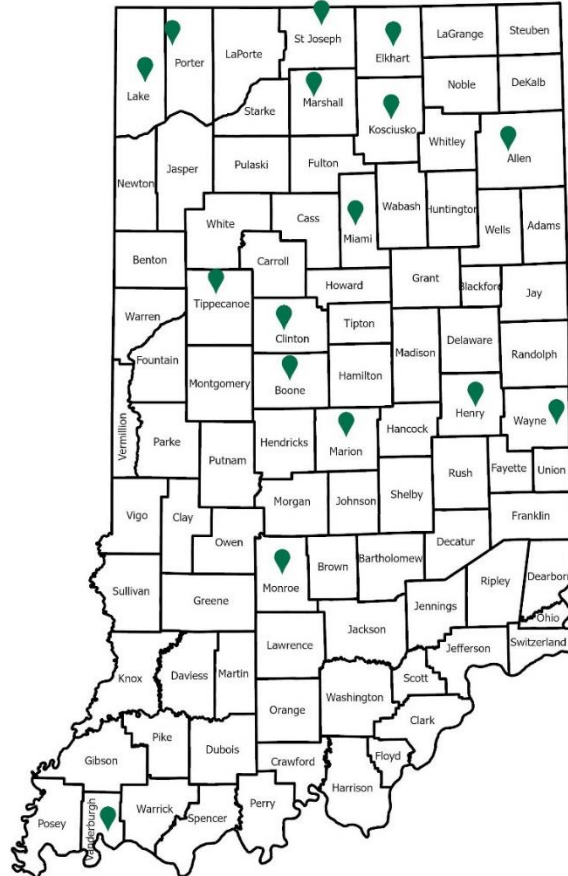 St Joseph
LaGrange
Steuben
Porter
LaPorte
Elkhart
Lake
Noble
DeKalb
Marshall
Starke
Kosciusko
Whitley
Allen
Newton
Jasper
Pulaski
Fulton
White
Cass
Miami
Wabash
Huntington
Wells
Adams
Benton
Carroll
Grant
Blackford
Jay
Howard
Tippecanoe
Warren
Clinton
Tipton
Madison
Delaware
Randolph
Fountain
Montgomery
Boone
Hamilton
Henry
Wayne
Vermillion
Parke
Putnam
Hendricks
Marion
Hancock
Rush
Fayette
Union
Vigo
Clay
Morgan
Johnson
Shelby
Franklin
Owen
Decatur
Sullivan
Greene
Monroe
Brown
Bartholomew
Jennings
Ripley
Dearborn
Ohio
Knox
Daviess
Martin
Lawrence
Jackson
Jefferson
Switzerland
Scott
Orange
Washington
Clark
Gibson
Pike
Dubois
Crawford
Floyd
Harrison
Posey
Vanderburgh
Warrick
Spencer
Perry